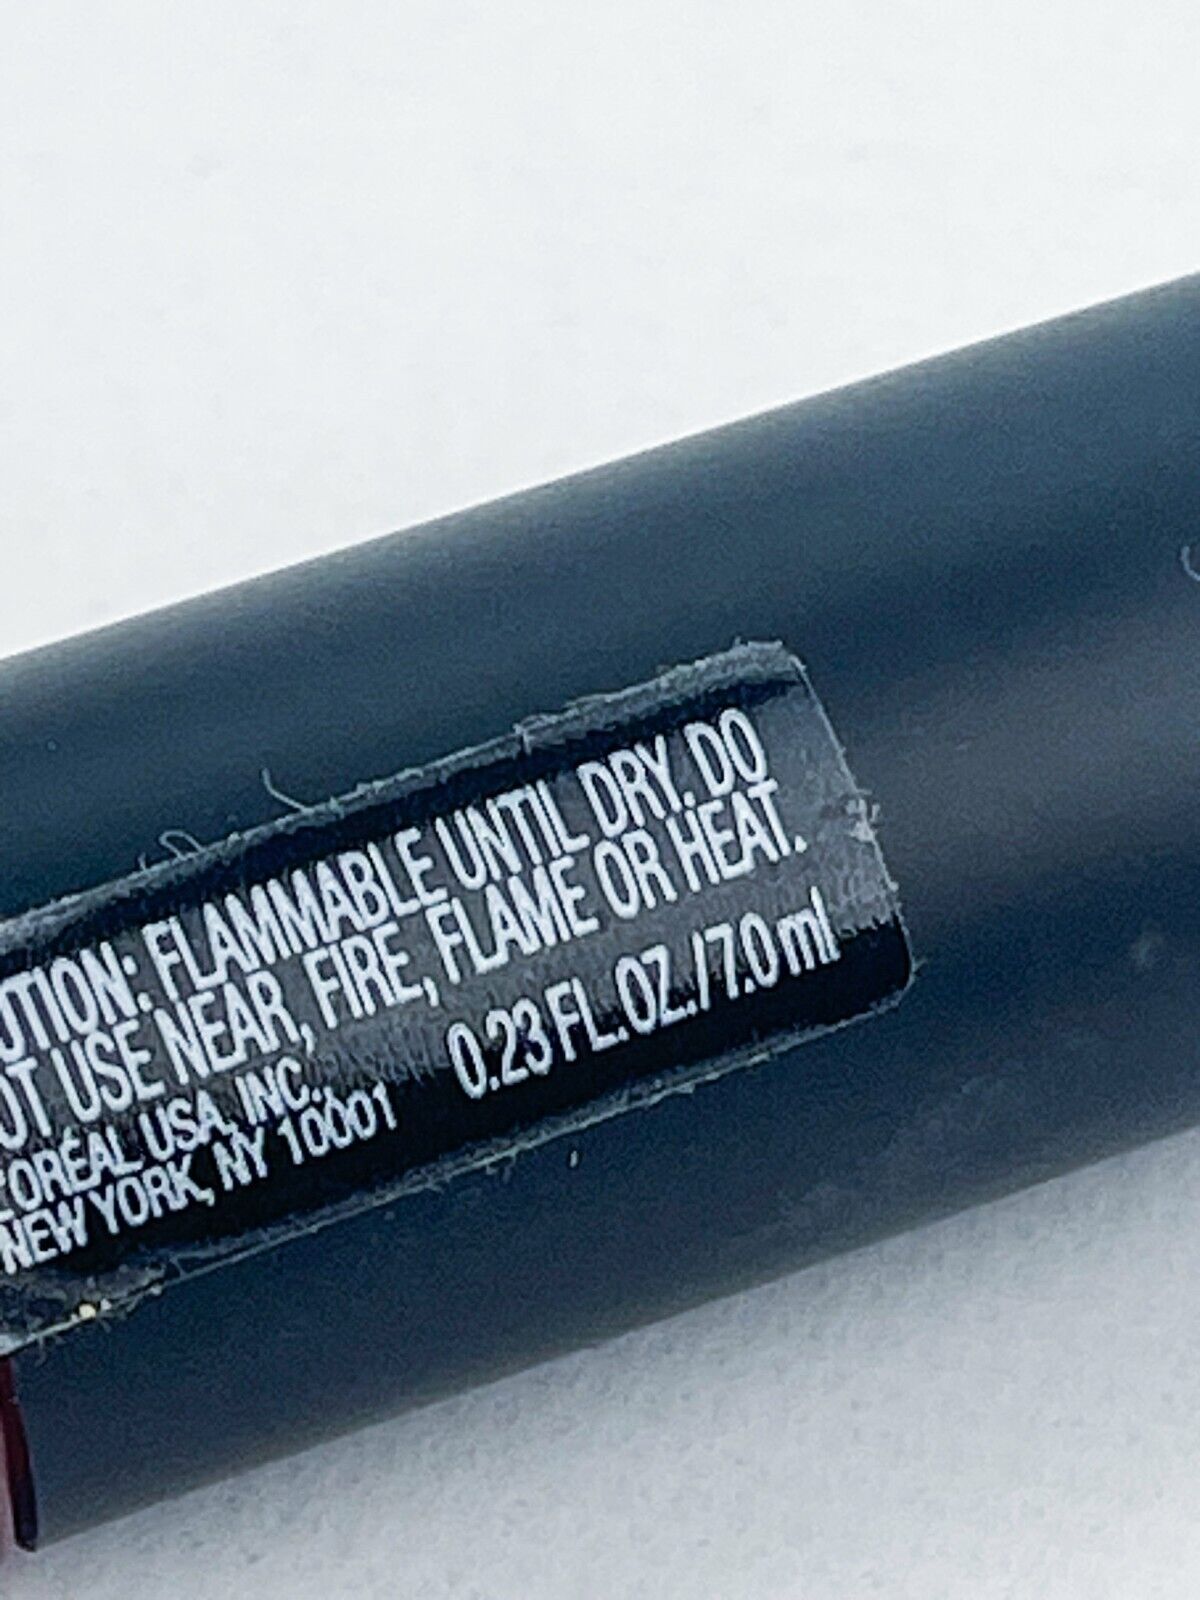 UTION: FLAMMABLE UNTIL DRY. DO
OT USE NEAR, FIRE, FLAME OR HEAT.
L'ORÉAL USA, INC.,
NEW YORK, NY 10001
0.23 FL. OZ./7.0 ml